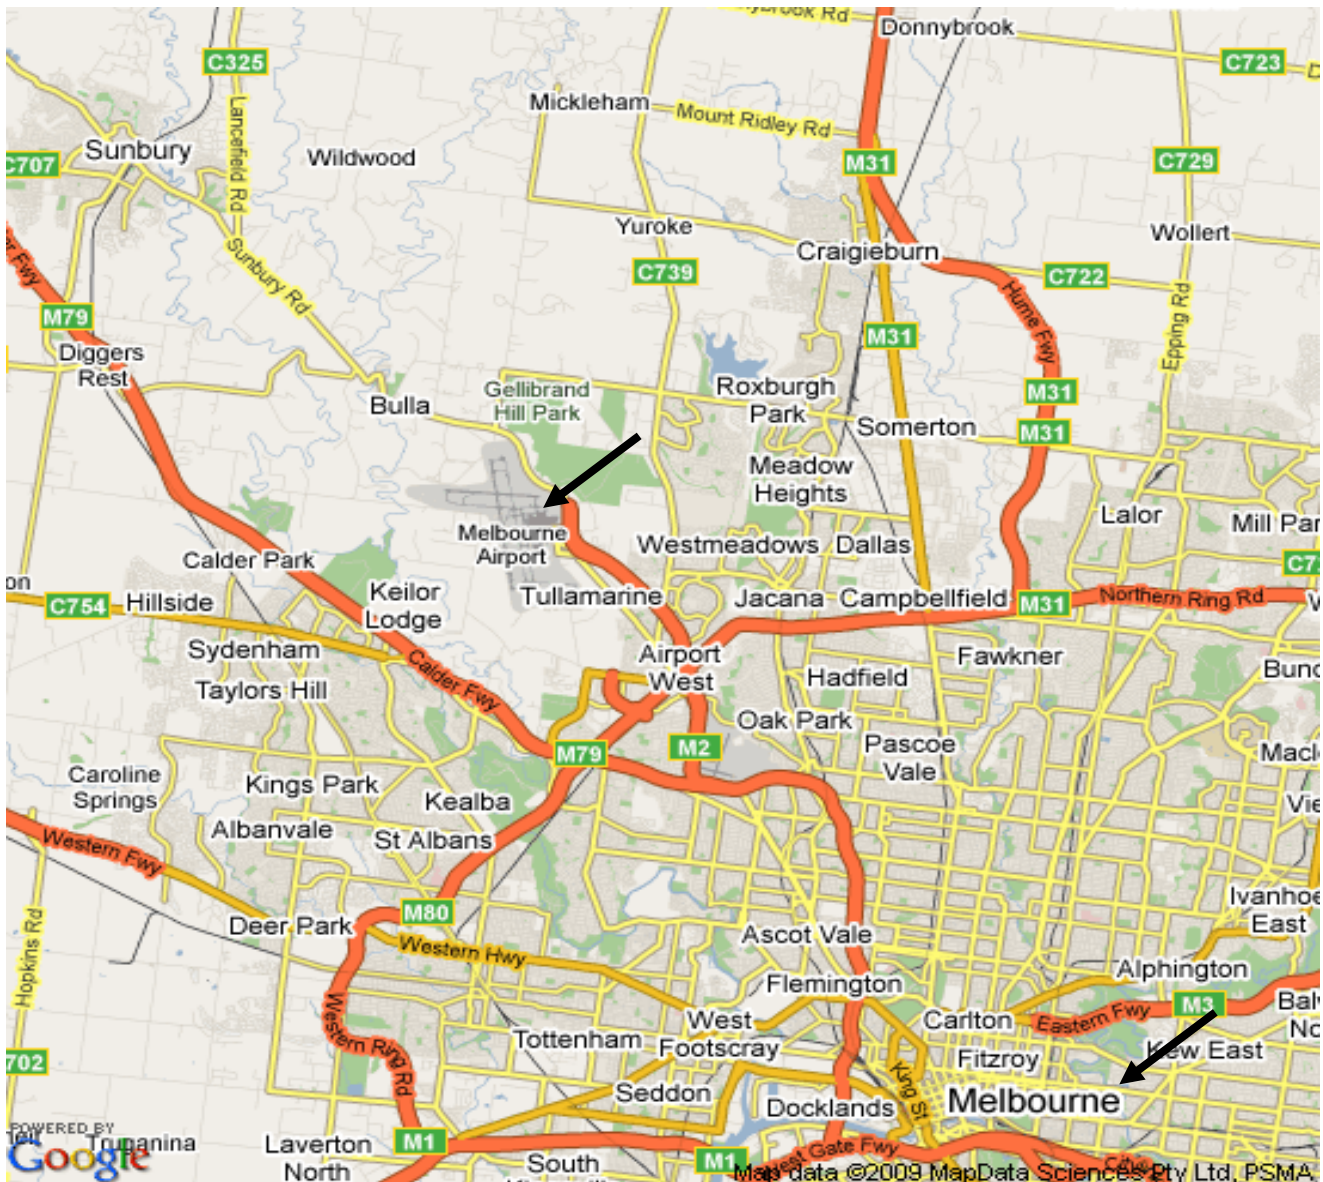 Donnybrook
C325
C723
Mickleham
Mount Ridley Rd
Lancefield Rd
Sunbury
Wildwood
C707
M31
C729
Yuroke
Wollert
Sunbury Rd
Craigieburn
C739
C722
Hume Fwy
Epping Rd
M79
M31
Diggers
Rest
Gellibrand
Hill Park
Roxburgh
Park
M31
Bulla
Somerton
M31
Meadow
Heights
Lalor
Melbourne
Airport
Westmeadows
Dallas
Calder Park
Keilor
Lodge
C754
Hillside
Tullamarine
Jacana
Campbellfield
M31
Northern Ring Rd
Sydenham
Airport
West
Fawkner
Taylors Hill
Calder Fwy
Hadfield
Oak Park
M79
M2
Pascoe
Vale
Caroline
Springs
Kings Park
Kealba
Albanvale
St Albans
Western Fwy
M80
Deer Park
Western Hwy
Ascot Vale
Ivanhoe
East
Hopkins Rd
Flemington
Alphington
M3
Western Ring Rd
West
Footscray
Carlton
Eastern Fwy
Tottenham
Fitzroy
Kew East
702
Seddon
King St
Docklands
Melbourne
POWERED BY
Google
Truganina
Laverton
North
M1
South
M1
West Gate Fwy
Map data ©2009 MapData Sciences Pty Ltd, PSMA